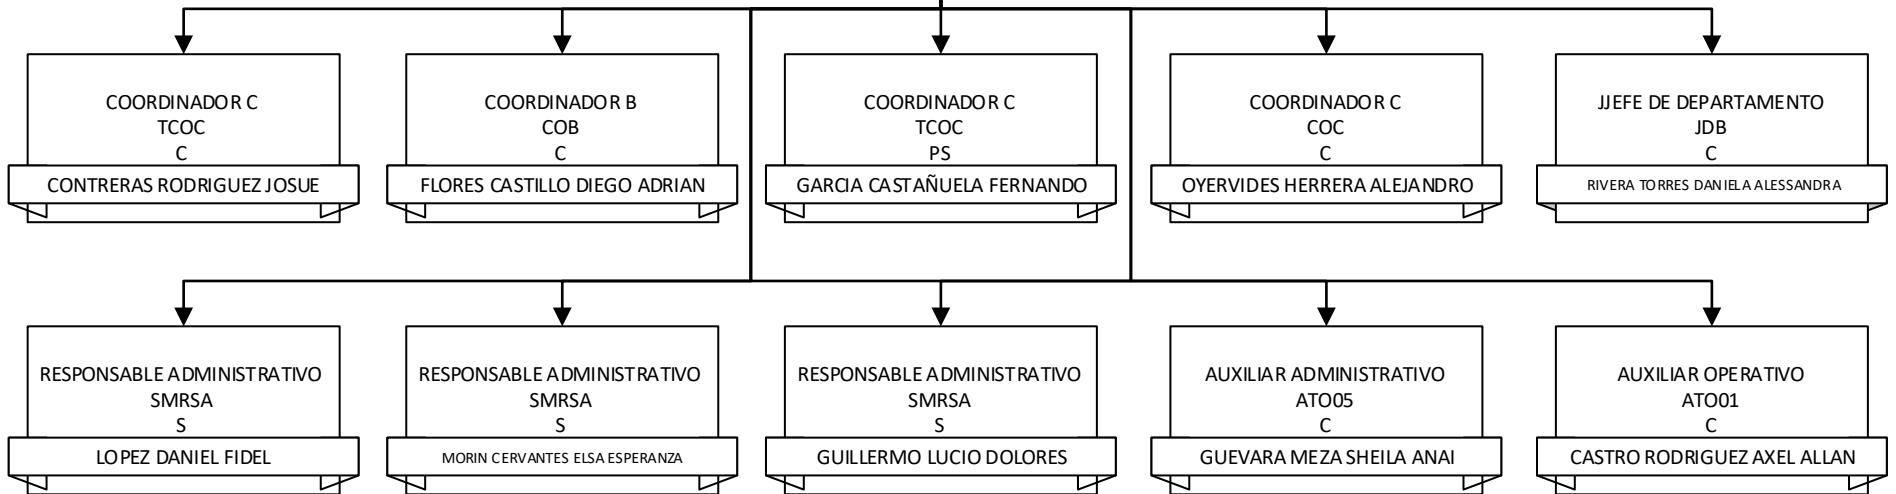 COORDINADOR C
TCOC
C
CONTRERAS RODRIGUEZ JOSUE
COORDINADOR B
COB
C
FLORES CASTILLO DIEGO ADRIAN
COORDINADOR C
TCOC
PS
GARCIA CASTAÑUELA FERNANDO
COORDINADOR C
COC
C
OYERVIDES HERRERA ALEJANDRO
JJEFE DE DEPARTAMENTO
JDB
C
RIVERA TORRES DANIELA ALESSANDRA
RESPONSABLE ADMINISTRATIVO
SMRSA
S
LOPEZ DANIEL FIDEL
RESPONSABLE ADMINISTRATIVO
SMRSA
S
MORIN CERVANTES ELSA ESPERANZA
RESPONSABLE ADMINISTRATIVO
SMRSA
S
GUILLERMO LUCIO DOLORES
AUXILIAR ADMINISTRATIVO
ATO05
C
GUEVARA MEZA SHEILA ANAI
AUXILIAR OPERATIVO
ATO01
C
CASTRO RODRIGUEZ AXEL ALLAN